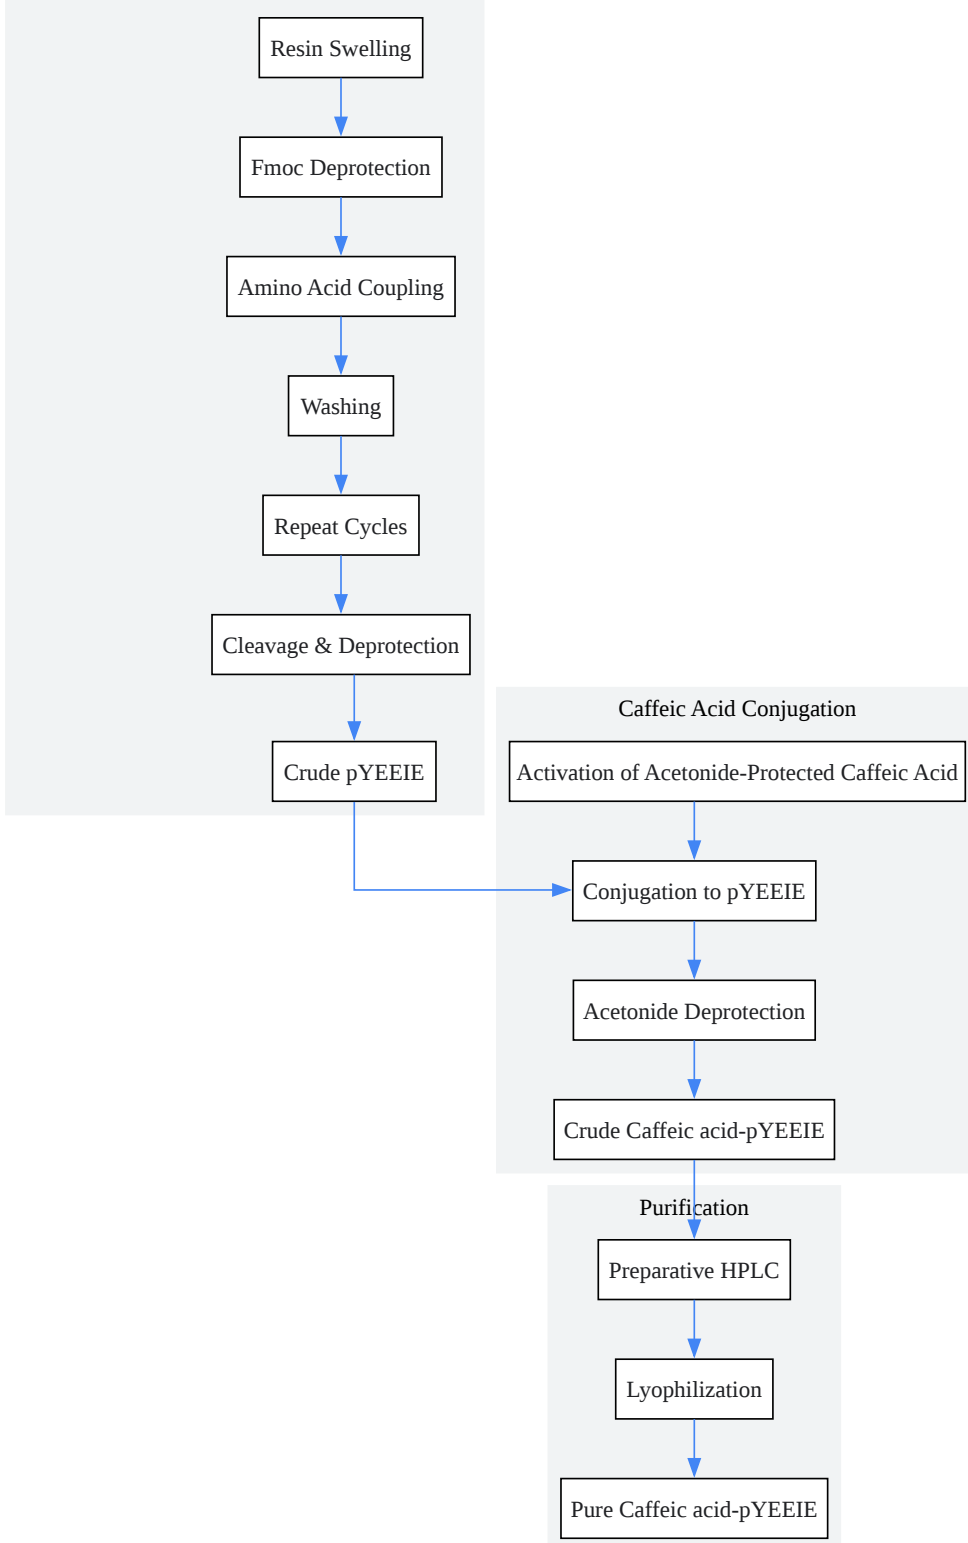 Resin Swelling
Fmoc Deprotection
Amino Acid Coupling
Washing
Repeat Cycles
Cleavage & Deprotection
Crude pYEEIE
Caffeic Acid Conjugation
Activation of Acetonide-Protected Caffeic Acid
Conjugation to pYEEIE
Acetonide Deprotection
Crude Caffeic acid-pYEEIE
Purification
Preparative HPLC
Lyophilization
Pure Caffeic acid-pYEEIE